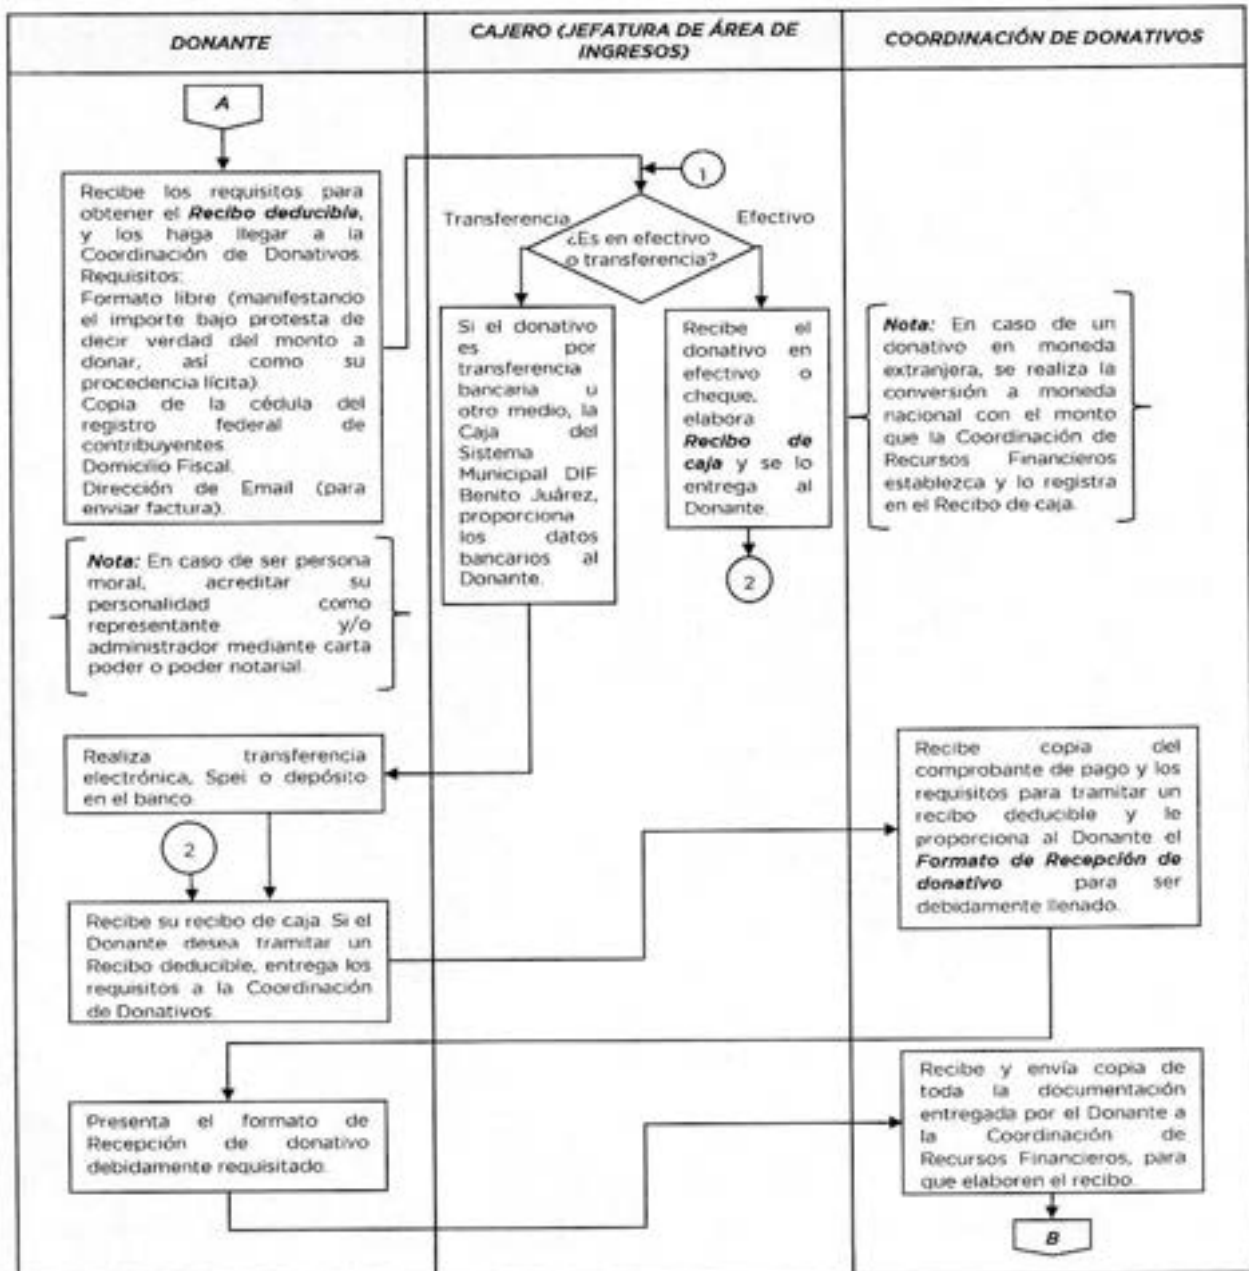 DONANTE
CAJERO (JEFATURA DE ÁREA DE
INGRESOS)
COORDINACIÓN DE DONATIVOS
A
Recibe los requisitos para
obtener el Recibo deducible,
y los haga llegar a la
Coordinación de Donativos.
Requisitos:
Formato libre (manifestando
el importe bajo protesta de
decir verdad del monto a
donar, así como su
procedencia lícita).
Copia de la cédula del
registro federal de
contribuyentes.
Domicilio Fiscal.
Dirección de Email (para
enviar factura).
Nota: En caso de ser persona
moral, acreditar su
personalidad como
representante y/o
administrador mediante carta
poder o poder notarial.
1
Transferencia
Efectivo
¿Es en efectivo
o transferencia?
Si el donativo
es por
transferencia
bancaria u
otro medio, la
Caja del
Sistema
Municipal DIF
Benito Juárez,
proporciona
los datos
bancarios al
Donante.
Recibe el
donativo en
efectivo o
cheque,
elabora
Recibo de
caja y se lo
entrega al
Donante.
2
Nota: En caso de un
donativo en moneda
extranjera, se realiza la
conversión a moneda
nacional con el monto
que la Coordinación de
Recursos Financieros
establezca y lo registra
en el Recibo de caja.
Realiza transferencia
electrónica, Spei o depósito
en el banco
2
Recibe su recibo de caja. Si el
Donante desea tramitar un
Recibo deducible, entrega los
requisitos a la Coordinación
de Donativos.
Recibe copia del
comprobante de pago y los
requisitos para tramitar un
recibo deducible y le
proporciona al Donante el
Formato de Recepción de
donativo para ser
debidamente llenado.
Presenta el formato de
Recepción de donativo
debidamente requisitado.
Recibe y envía copia de
toda la documentación
entregada por el Donante a
la Coordinación de
Recursos Financieros, para
que elaboren el recibo.
B